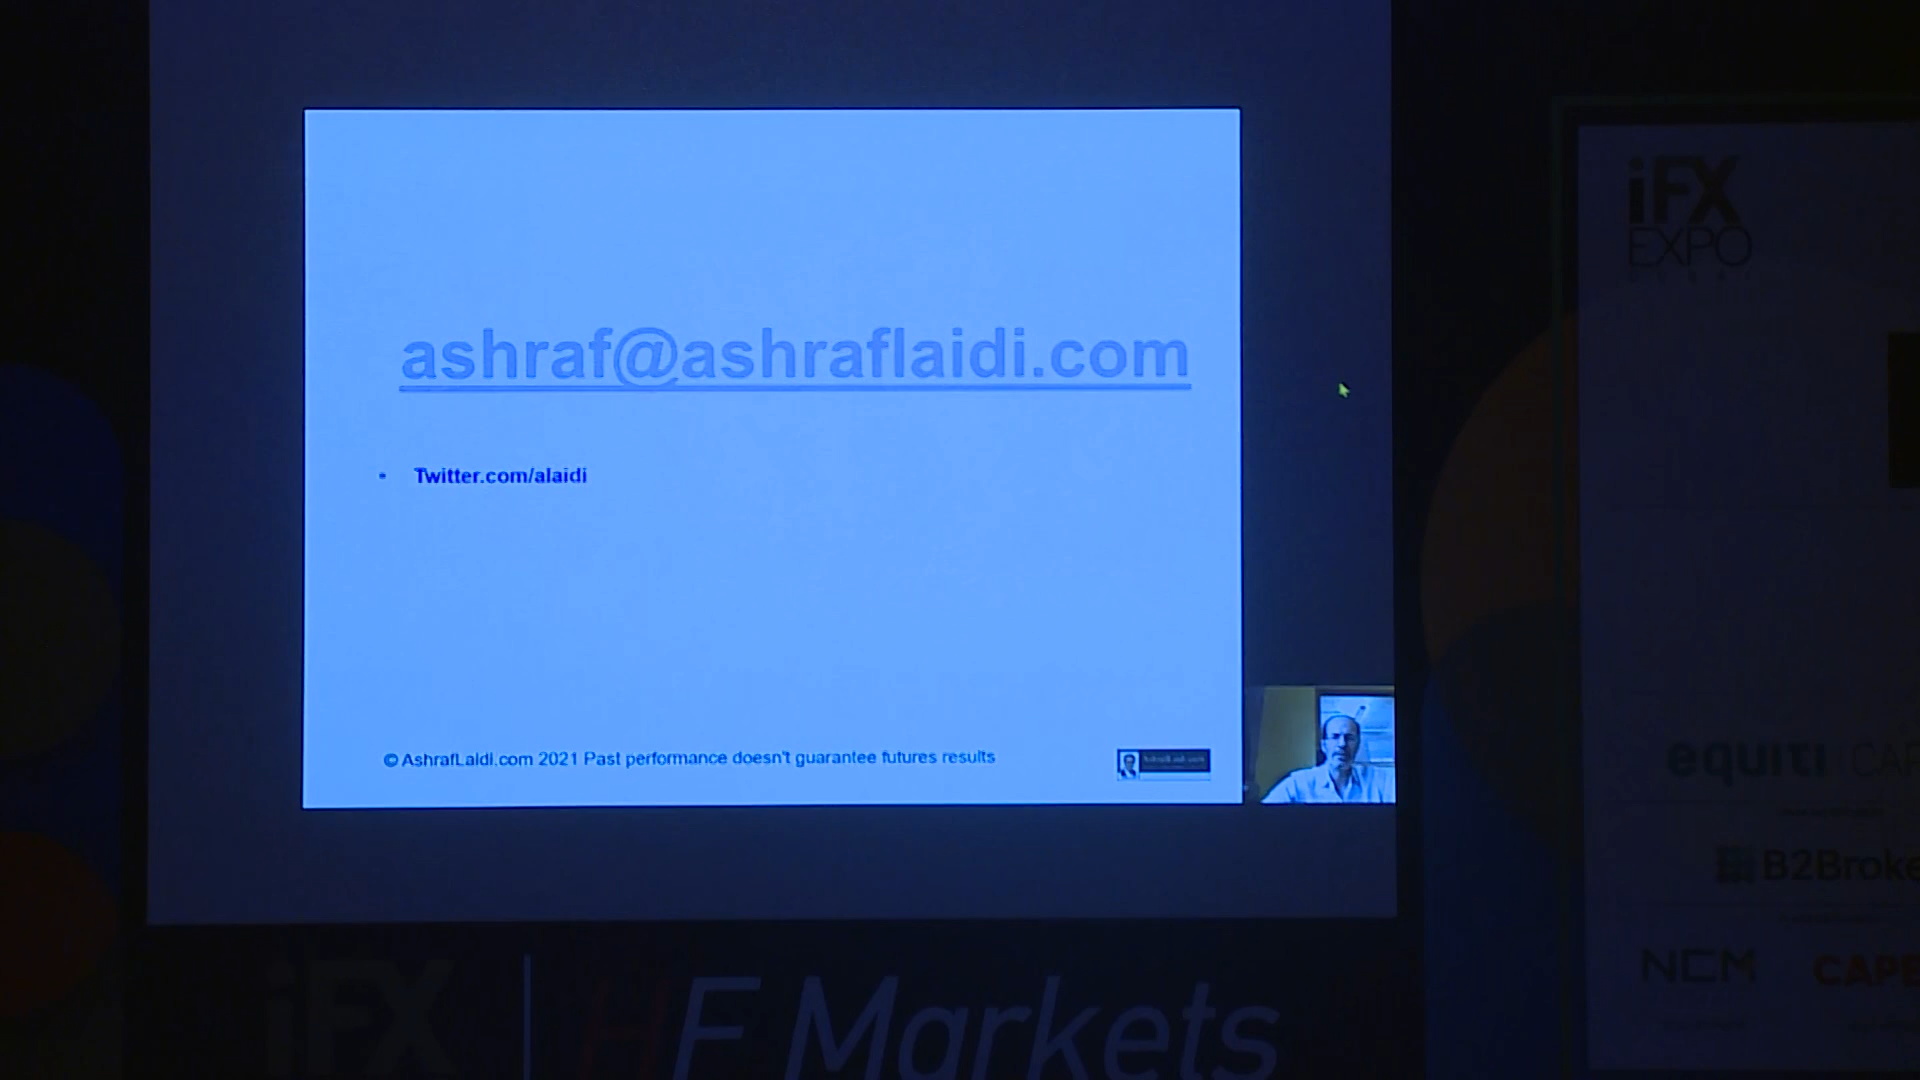 ashraf@ashraflaidi.com
• Twitter.com/alaidi
© AshrafLaidi.com 2021 Past performance doesn't guarantee futures results
iFX
EXPO
equiti CAP
B2Broke
NCM
CAPE
iFX | HF Markets